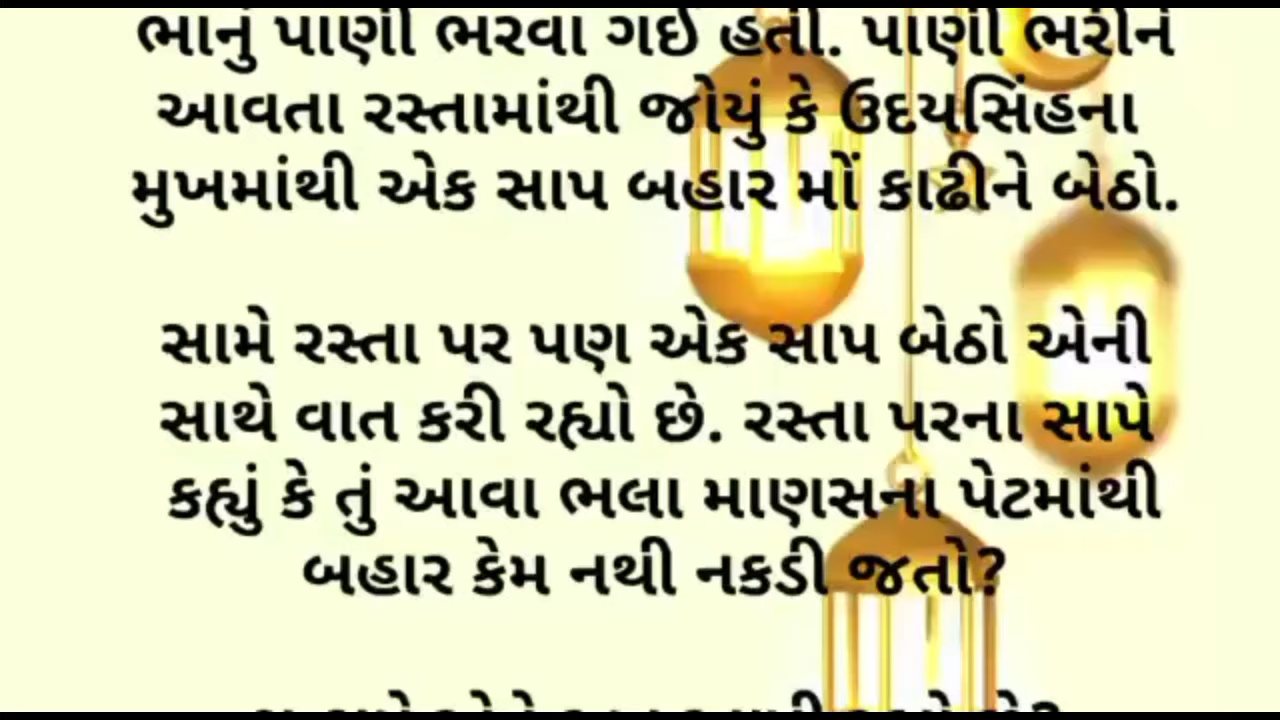 ભાનું પાણી ભરવા ગઈ હતી. પાણી ભરીને
આવતા રસ્તામાંથી જોયું કે ઉદયસિંહના
મુખમાંથી એક સાપ બહાર મોં કાઢીને બેઠો.
સામે રસ્તા પર પણ એક સાપ બેઠો એની
સાથે વાત કરી રહ્યો છે. રસ્તા પરના સાપે
કહ્યું કે તું આવા ભલા માણસના પેટમાંથી
બહાર કેમ નથી નકડી જતો?